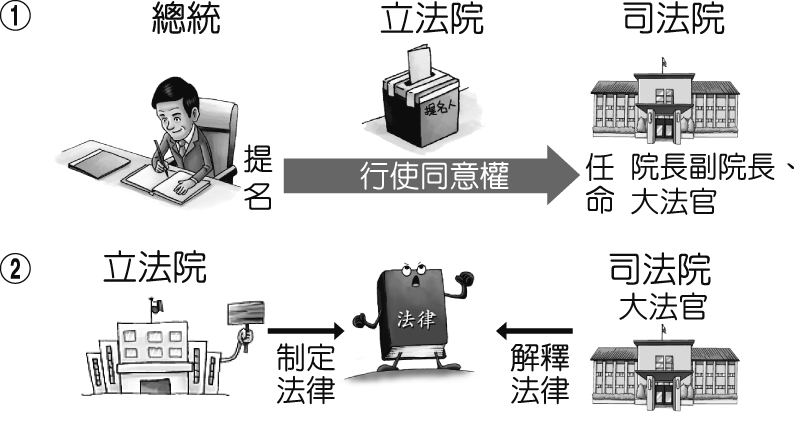 ① 總統 立法院 司法院
提名人
提名
行使同意權
任命 院長副院長、
大法官
② 立法院 司法院
大法官
法律
制定
法律
解釋
法律